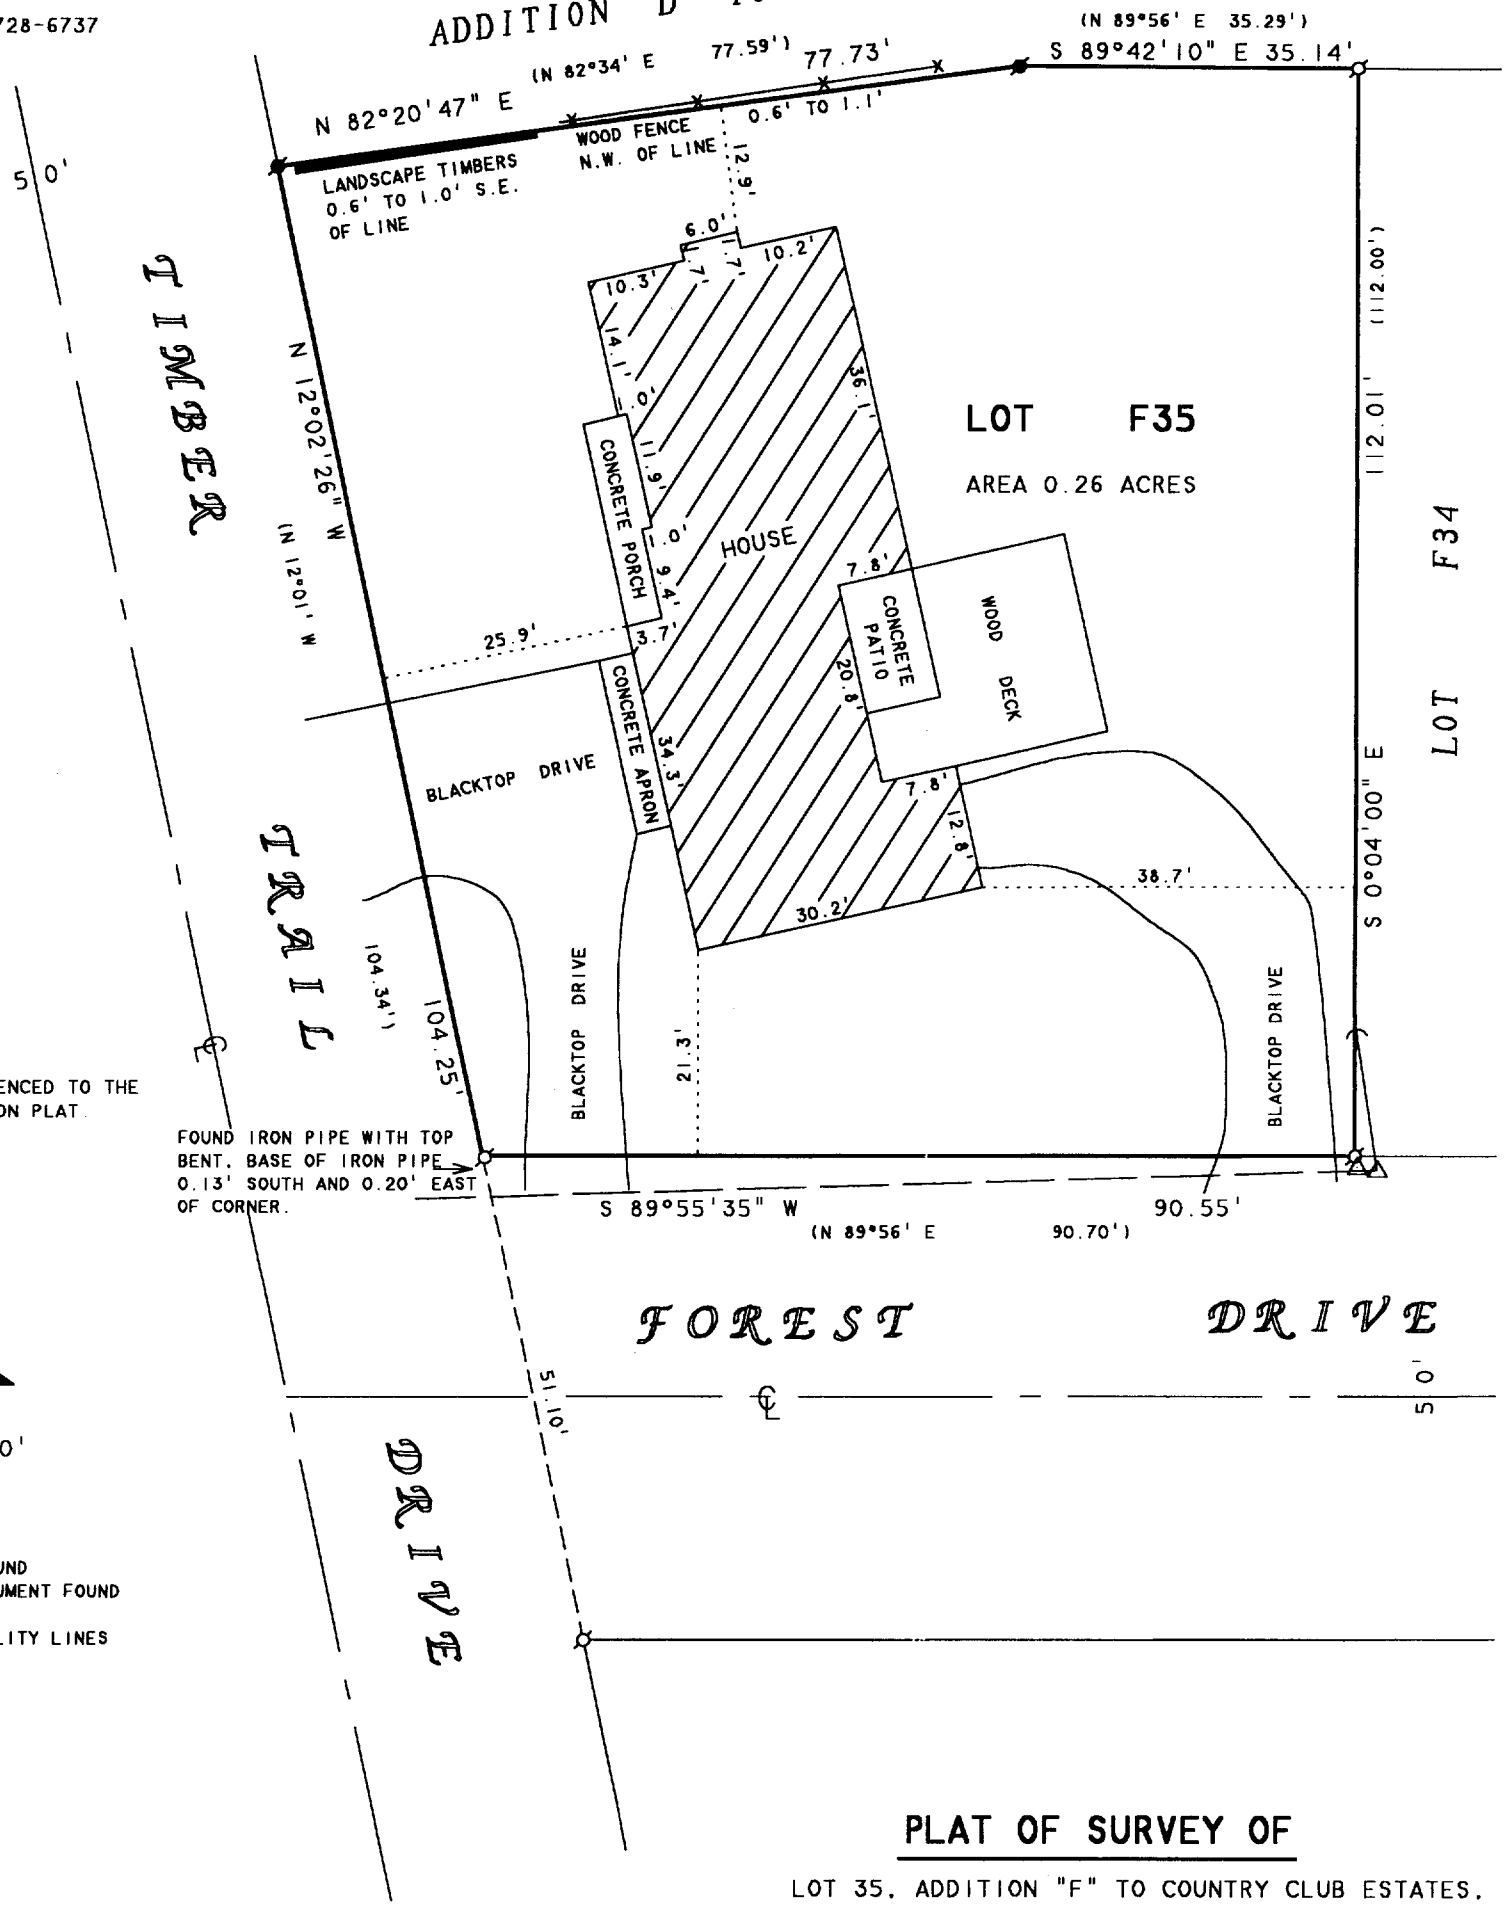 728-6737
ADDITION D
(N 89°56' E 35.29')
S 89°42'10" E 35.14'
(N 82°34' E 77.59')
N 82°20'47" E 77.73'
0.6' TO 1.1'
WOOD FENCE
N.W. OF LINE
LANDSCAPE TIMBERS
0.6' TO 1.0' S.E.
OF LINE
12.9'
50'
6.0'
1.7'
1.7'
10.3'
10.2'
14.1'
1.0'
11.9'
1.0'
9.4'
3.7'
34.3'
36.1'
7.8'
20.8'
7.8'
12.8'
30.2'
HOUSE
CONCRETE PORCH
CONCRETE APRON
CONCRETE
PATIO
WOOD DECK
LOT F35
AREA 0.26 ACRES
112.01' (112.00')
S 0°04'00" E
LOT F34
N 12°02'26" W
(N 12°01' W
104.34')
104.25'
25.9'
38.7'
21.3'
BLACKTOP DRIVE
BLACKTOP DRIVE
BLACKTOP DRIVE
TIMBER TRAIL DRIVE
ENCED TO THE
ON PLAT
FOUND IRON PIPE WITH TOP
BENT. BASE OF IRON PIPE
0.13' SOUTH AND 0.20' EAST
OF CORNER.
S 89°55'35" W 90.55'
(N 89°56' E 90.70')
FOREST DRIVE
51.10'
50'
0'
UND
UMENT FOUND
LITY LINES
PLAT OF SURVEY OF
LOT 35, ADDITION "F" TO COUNTRY CLUB ESTATES,